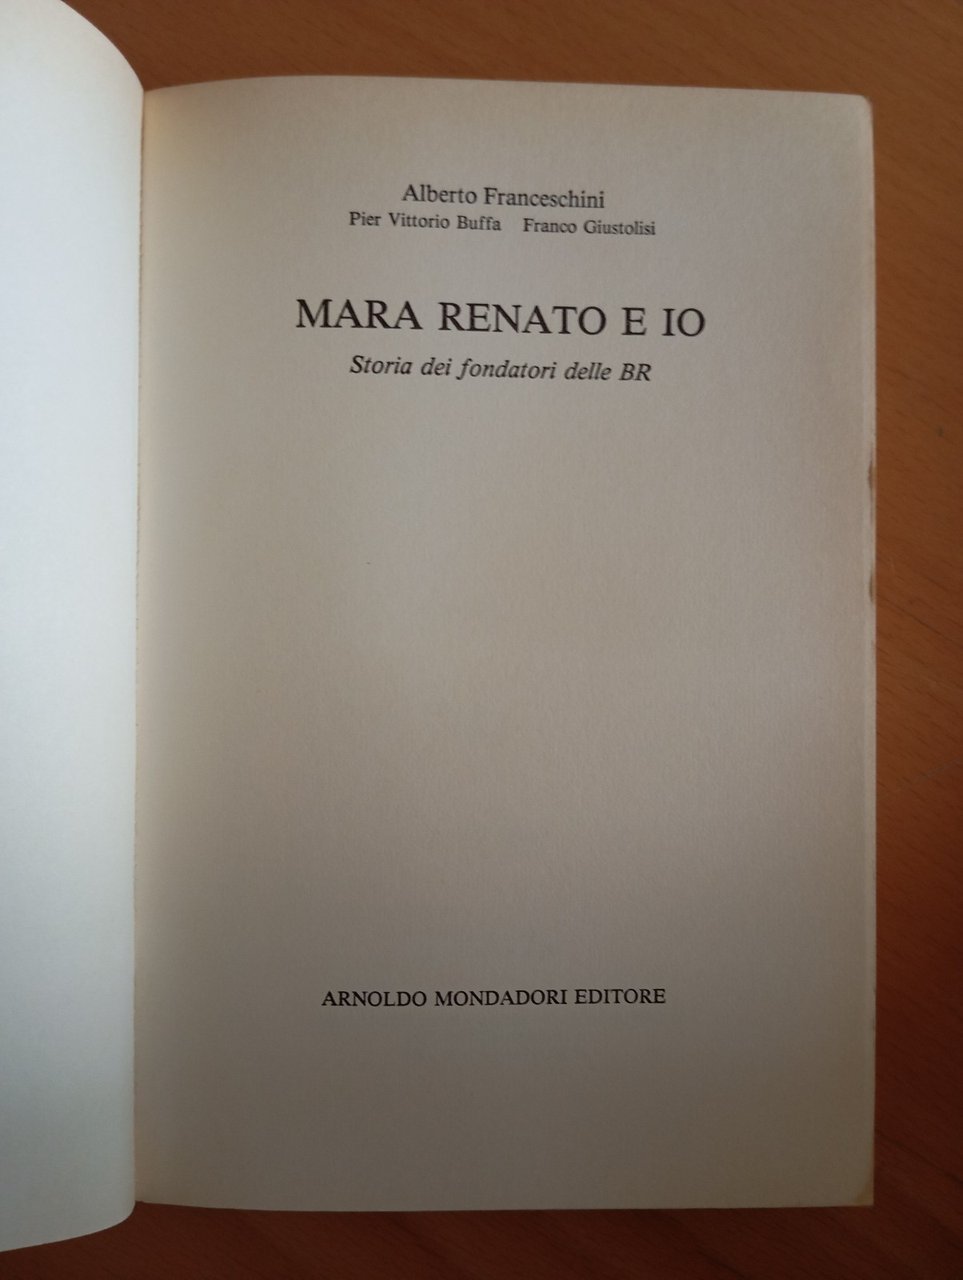 Alberto Franceschini
Pier Vittorio Buffa Franco Giustolisi
MARA RENATO E IO
Storia dei fondatori delle BR
ARNOLDO MONDADORI EDITORE